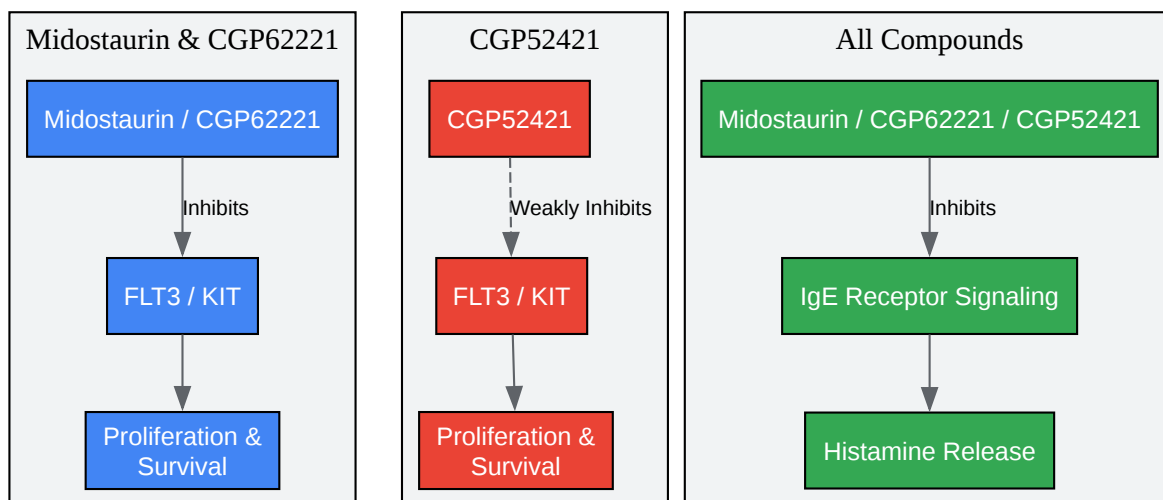 Midostaurin & CGP62221
Midostaurin / CGP62221
Inhibits
FLT3 / KIT
Proliferation &
Survival
CGP52421
CGP52421
Weakly Inhibits
FLT3 / KIT
Proliferation &
Survival
All Compounds
Midostaurin / CGP62221 / CGP52421
Inhibits
IgE Receptor Signaling
Histamine Release